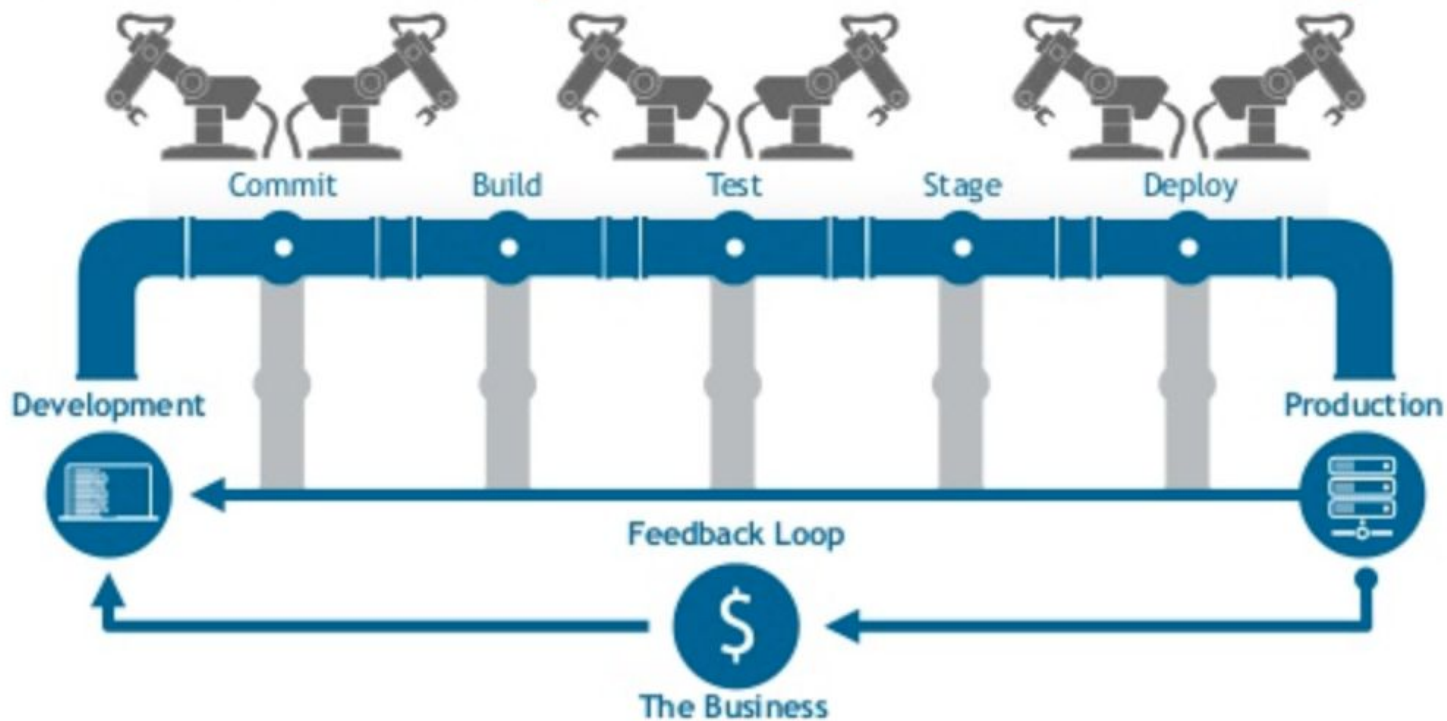 Commit
Build
Test
Stage
Deploy
Development
Production
Feedback Loop
$
The Business